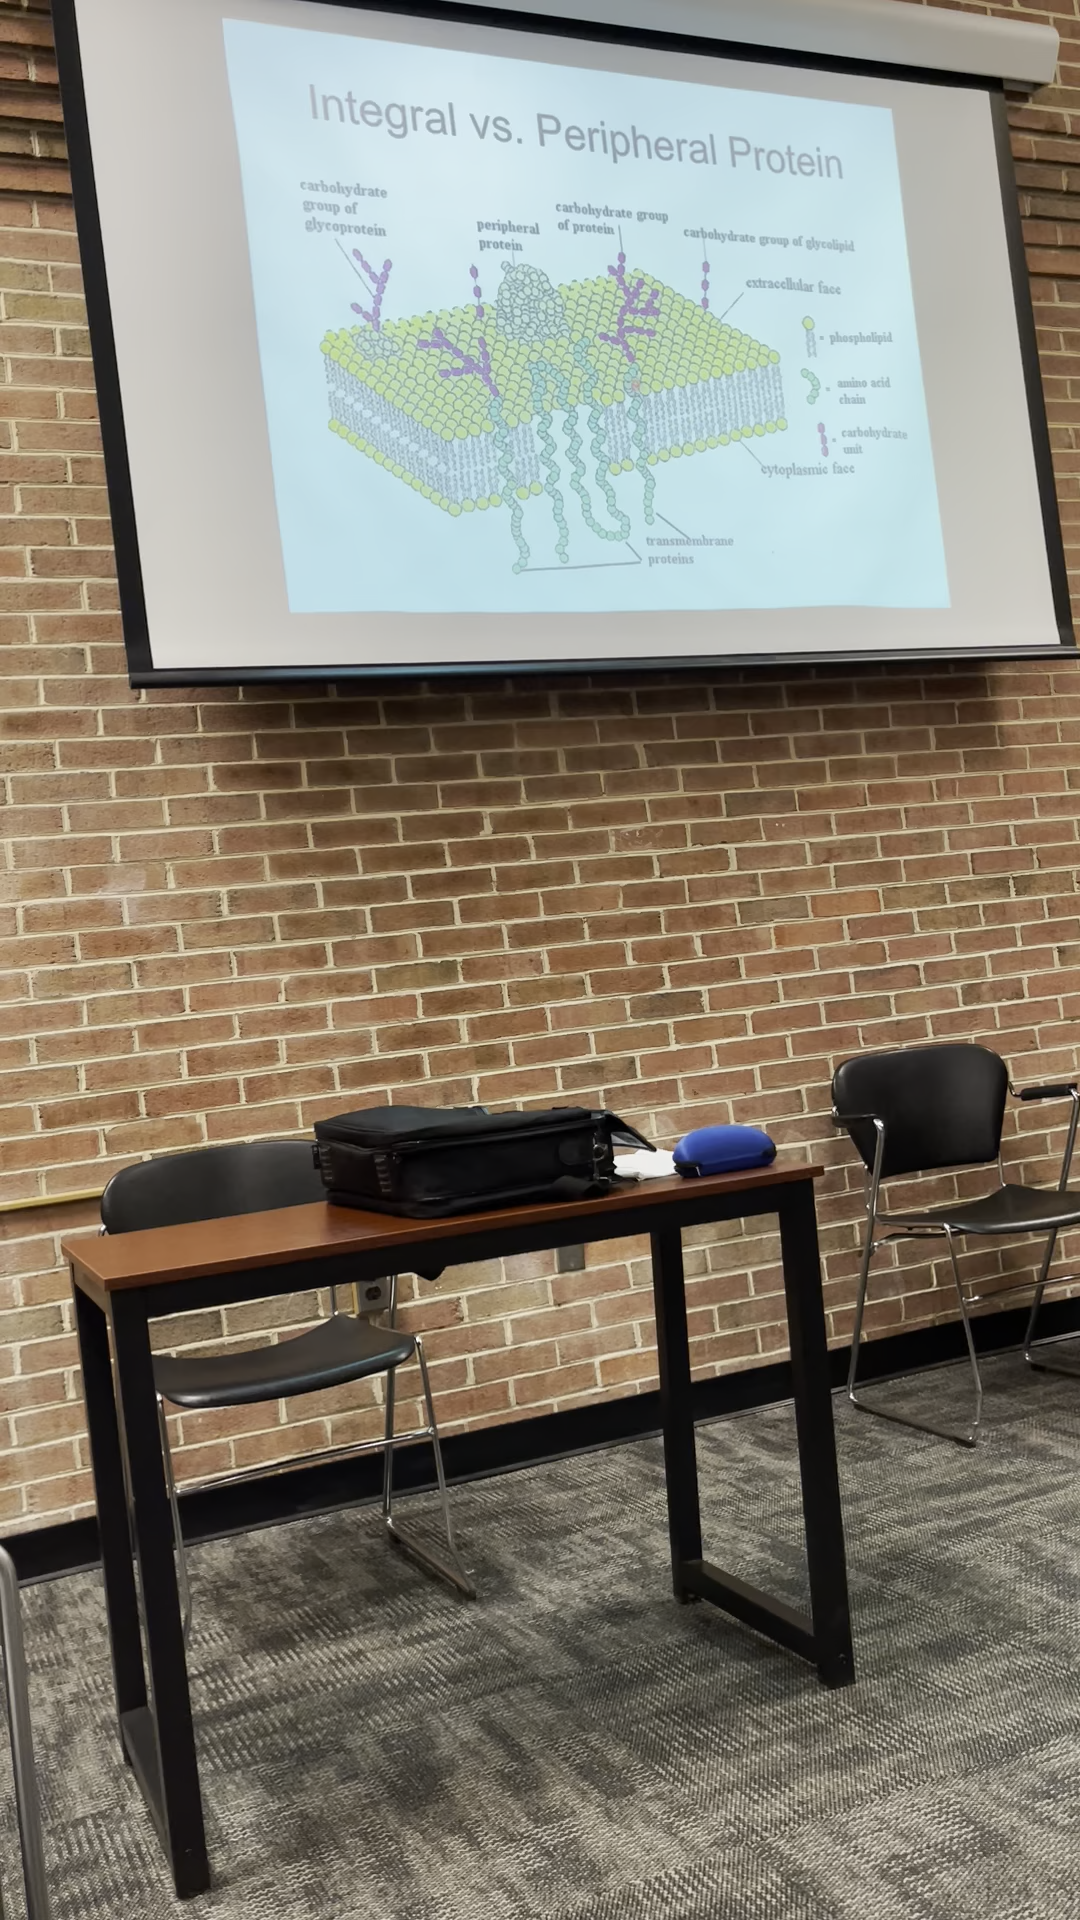 Integral vs. Peripheral Protein
carbohydrate
group of
glycoprotein
peripheral
protein
carbohydrate group
of protein
carbohydrate group of glycolipid
extracellular face
= phospholipid
= amino acid
chain
= carbohydrate
unit
cytoplasmic face
transmembrane
proteins